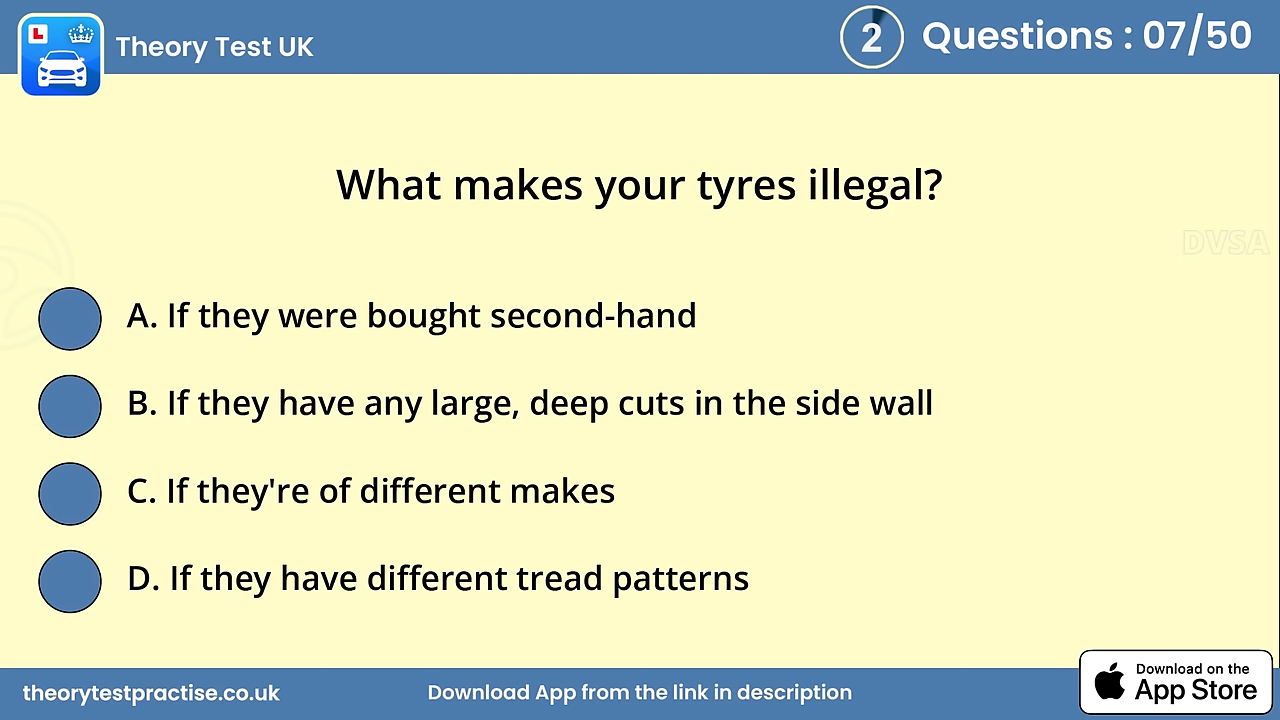 L
Theory Test UK
2
Questions : 07/50
What makes your tyres illegal?
DVSA
A. If they were bought second-hand
B. If they have any large, deep cuts in the side wall
C. If they're of different makes
D. If they have different tread patterns
theorytestpractise.co.uk
Download App from the link in description
Download on the
App Store